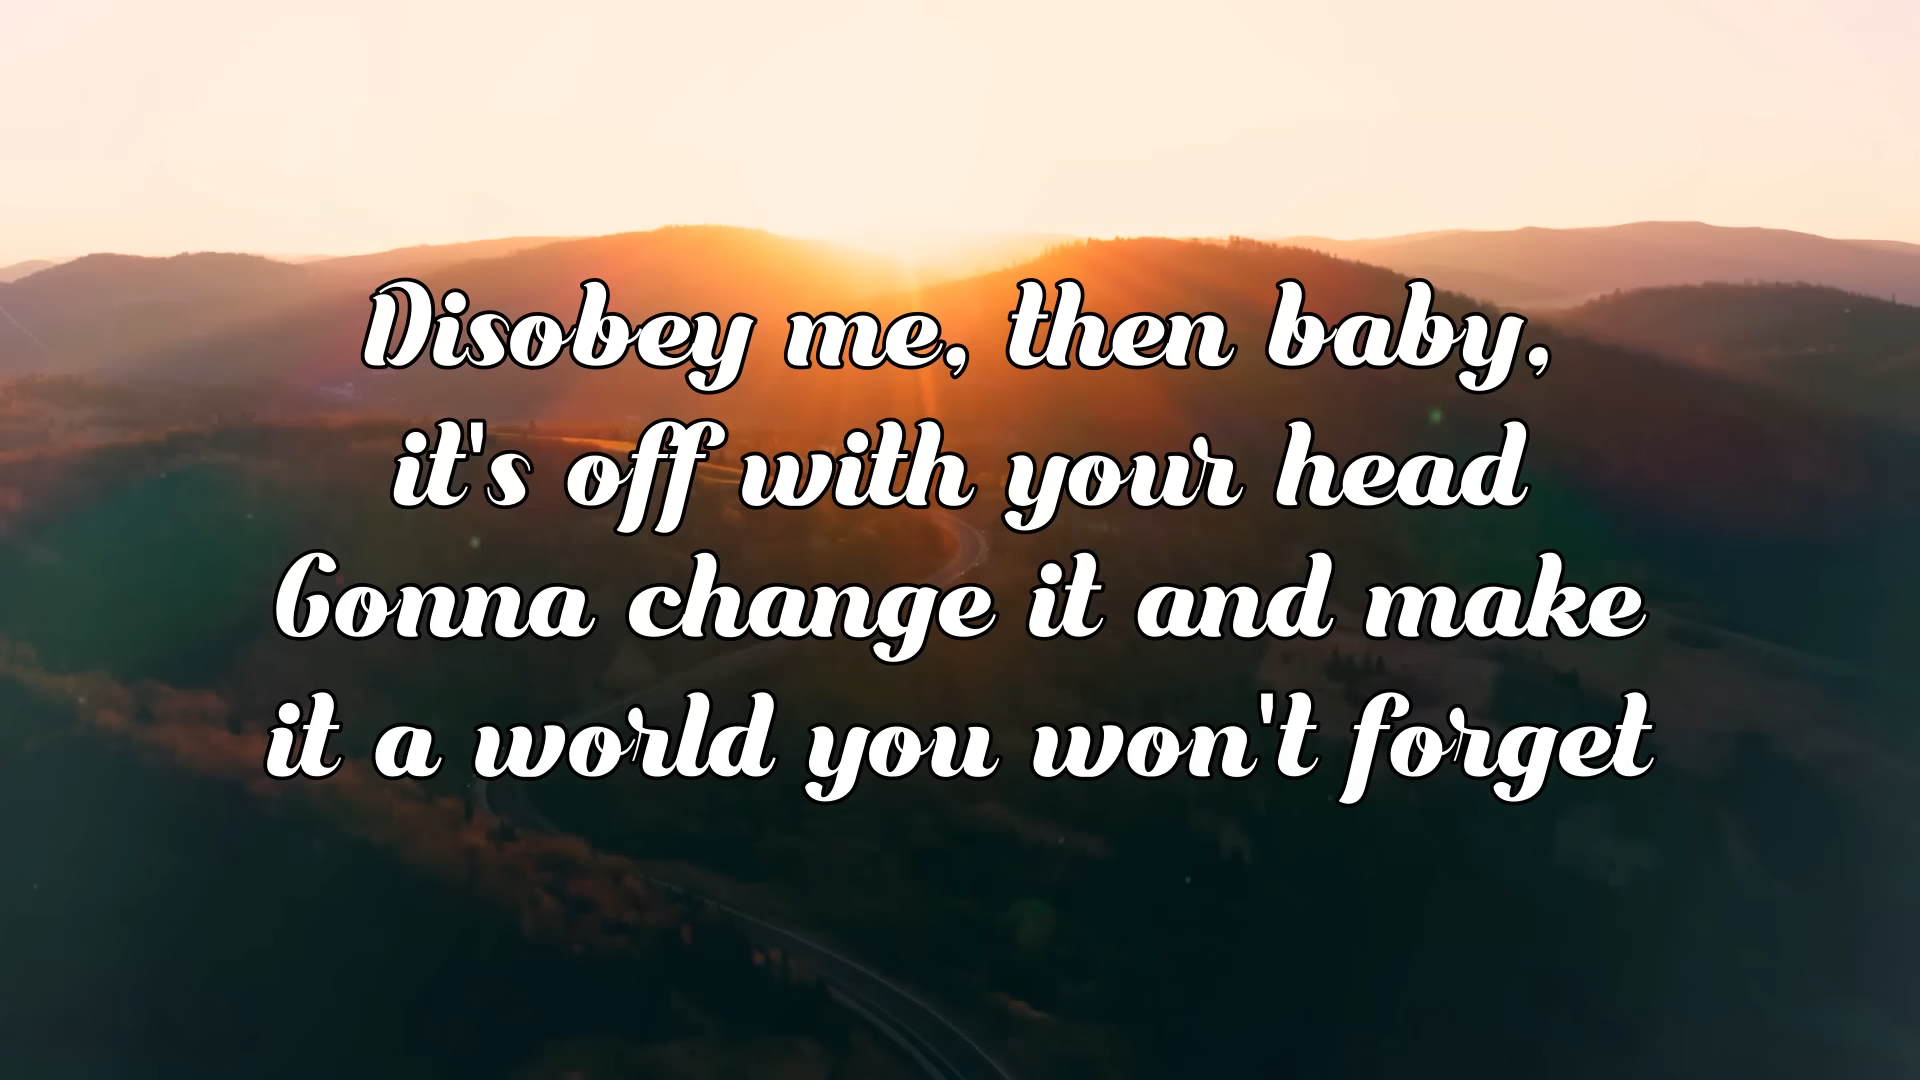 Disobey me, then baby,
it's off with your head
Gonna change it and make
it a world you won't forget